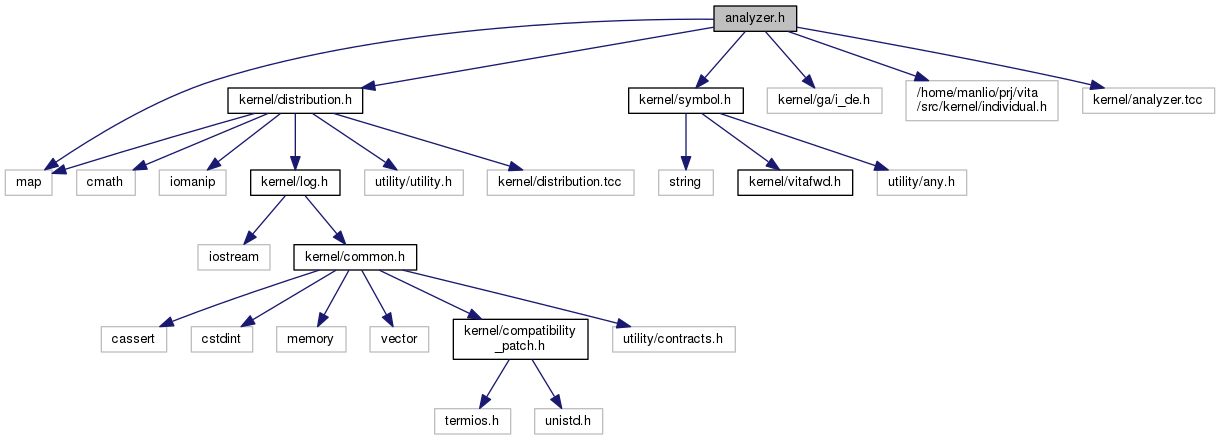 analyzer.h
kernel/distribution.h
kernel/symbol.h
kernel/ga/i_de.h
/home/manlio/prj/vita
/src/kernel/individual.h
kernel/analyzer.tcc
map
cmath
iomanip
kernel/log.h
utility/utility.h
kernel/distribution.tcc
string
kernel/vitafwd.h
utility/any.h
iostream
kernel/common.h
cassert
cstdint
memory
vector
kernel/compatibility
_patch.h
utility/contracts.h
termios.h
unistd.h